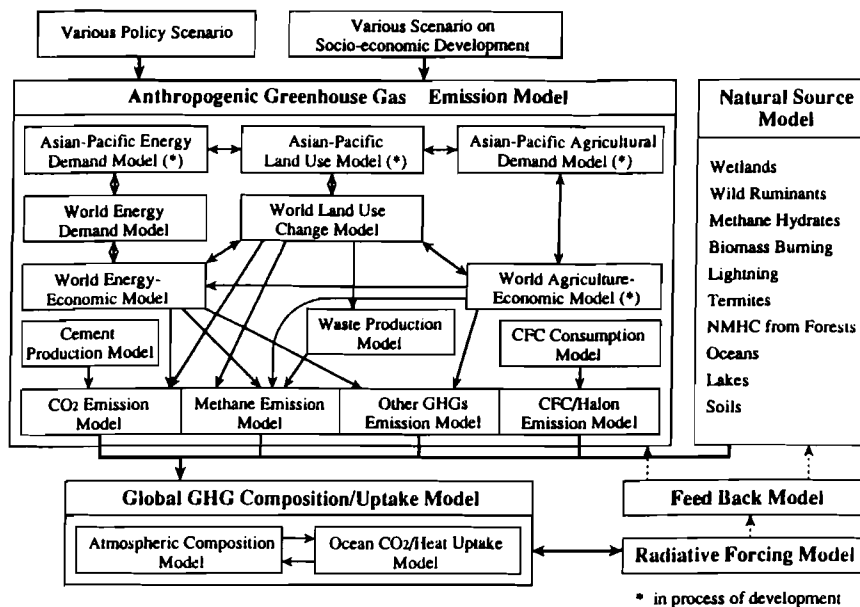 Various Policy Scenario
Various Scenario on
Socio-economic Development
Anthropogenic Greenhouse Gas Emission Model
Asian-Pacific Energy
Demand Model (*)
Asian-Pacific
Land Use Model (*)
Asian-Pacific Agricultural
Demand Model (*)
World Energy
Demand Model
World Land Use
Change Model
World Energy-
Economic Model
World Agriculture-
Economic Model (*)
Cement
Production Model
Waste Production
Model
CFC Consumption
Model
CO2 Emission
Model
Methane Emission
Model
Other GHGs
Emission Model
CFC/Halon
Emission Model
Natural Source
Model
Wetlands
Wild Ruminants
Methane Hydrates
Biomass Burning
Lightning
Termites
NMHC from Forests
Oceans
Lakes
Soils
Global GHG Composition/Uptake Model
Atmospheric Composition
Model
Ocean CO2/Heat Uptake
Model
Feed Back Model
Radiative Forcing Model
* in process of development